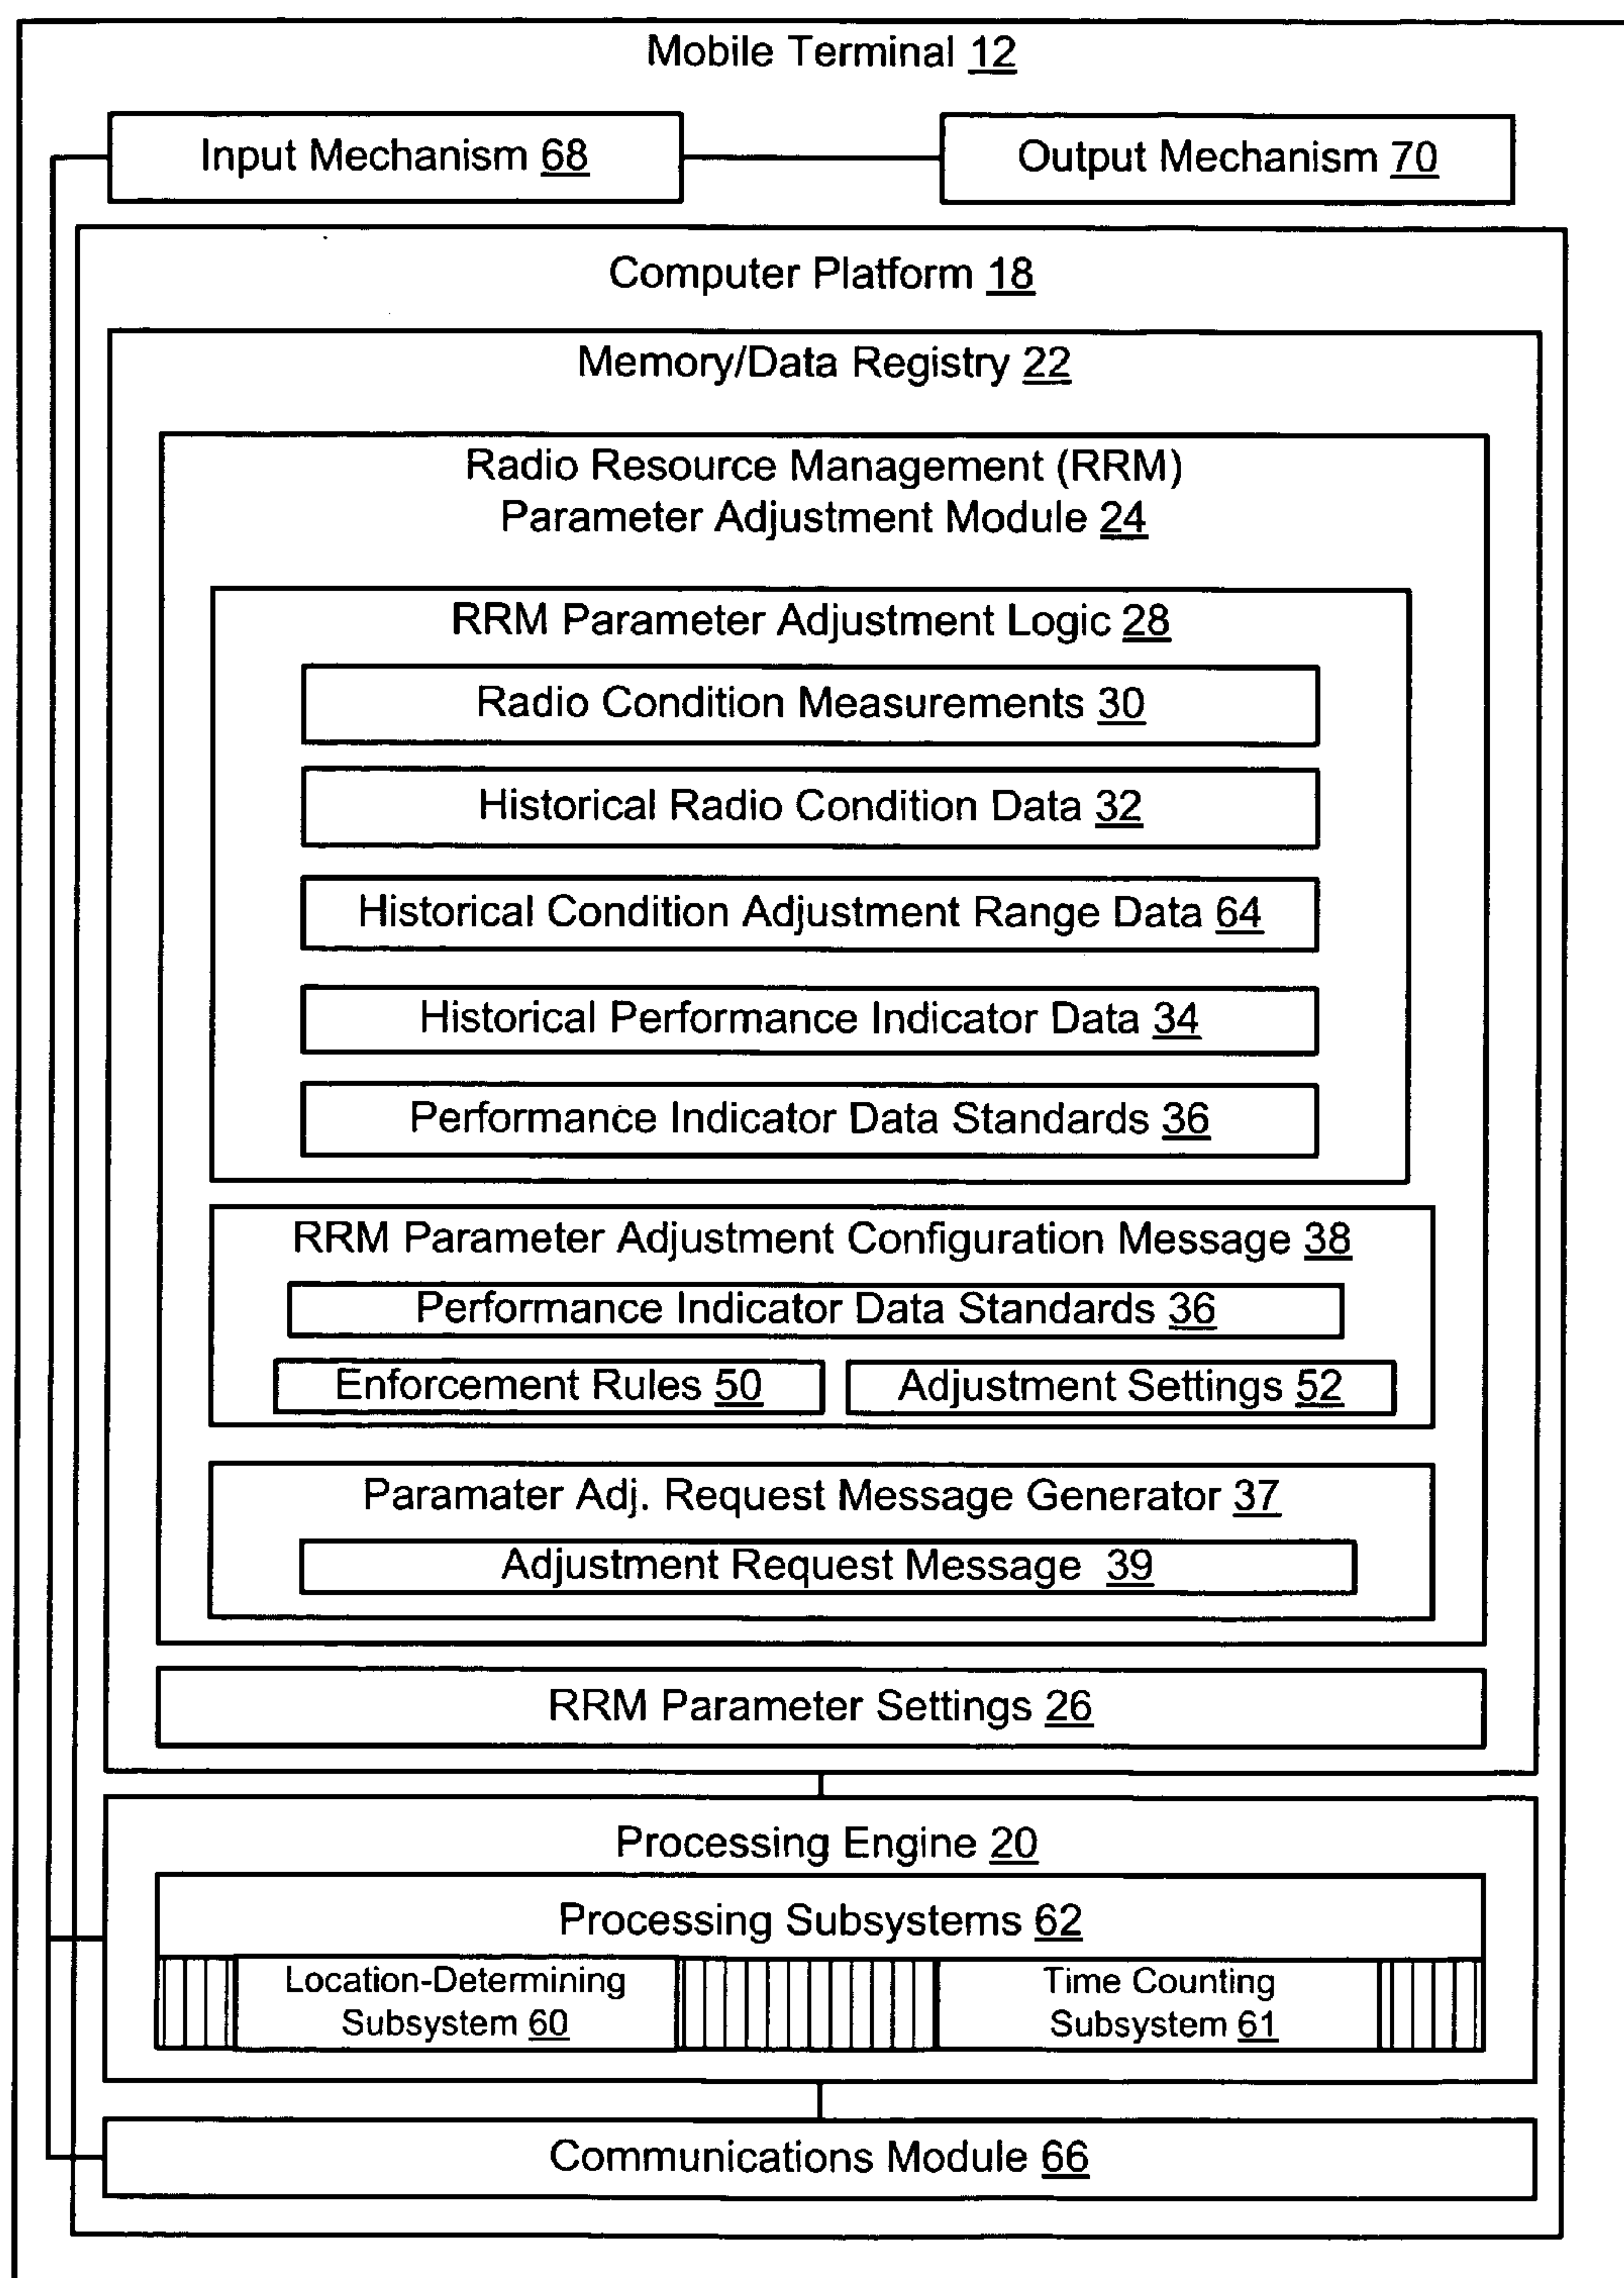 Mobile Terminal 12
Input Mechanism 68
Output Mechanism 70
Computer Platform 18
Memory/Data Registry 22
Radio Resource Management (RRM)
Parameter Adjustment Module 24
RRM Parameter Adjustment Logic 28
Radio Condition Measurements 30
Historical Radio Condition Data 32
Historical Condition Adjustment Range Data 64
Historical Performance Indicator Data 34
Performance Indicator Data Standards 36
RRM Parameter Adjustment Configuration Message 38
Performance Indicator Data Standards 36
Enforcement Rules 50
Adjustment Settings 52
Paramater Adj. Request Message Generator 37
Adjustment Request Message 39
RRM Parameter Settings 26
Processing Engine 20
Processing Subsystems 62
Location-Determining
Subsystem 60
Time Counting
Subsystem 61
Communications Module 66